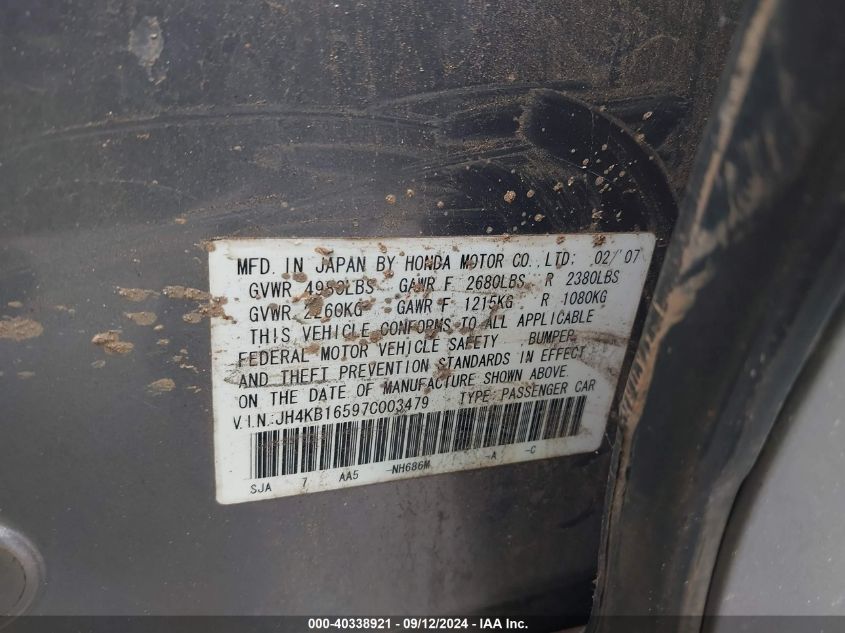 MFD. IN JAPAN BY HONDA MOTOR CO., LTD: 02/'07
GVWR 4980LBS GAWR F 2680LBS R 2380LBS
GVWR 2260KG GAWR F 1215KG R 1080KG
THIS VEHICLE CONFORMS TO ALL APPLICABLE
FEDERAL MOTOR VEHICLE SAFETY BUMPER
AND THEFT PREVENTION STANDARDS IN EFFECT
ON THE DATE OF MANUFACTURE SHOWN ABOVE.
V.I.N:JH4KB16597C003479 TYPE: PASSENGER CAR
SJA 7 AA5 -NH686M -A -C
000-40338921 - 09/12/2024 - IAA Inc.